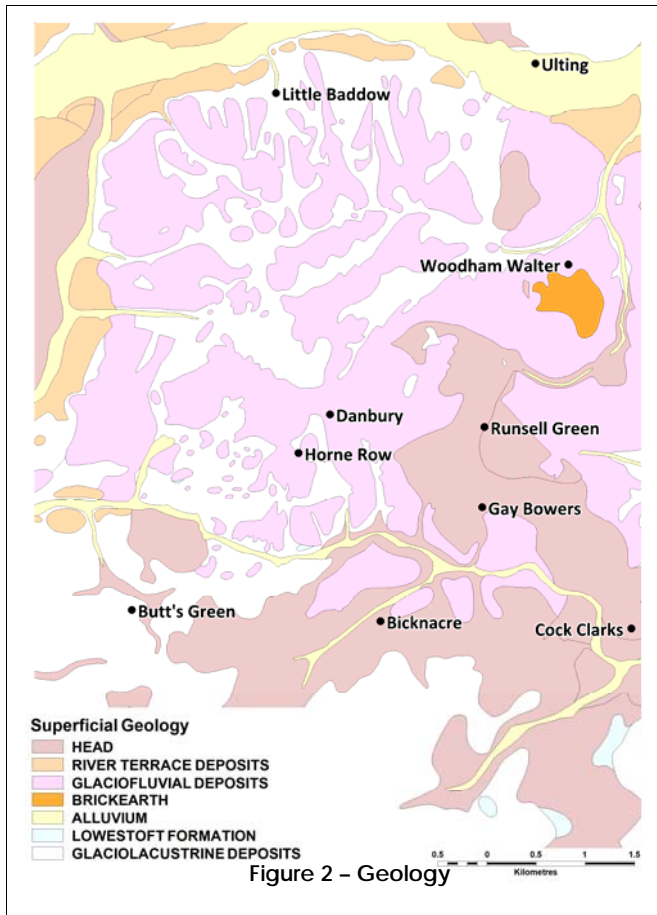 Ulting
Little Baddow
Woodham Walter
Danbury
Runsell Green
Horne Row
Gay Bowers
Butt's Green
Bicknacre
Cock Clarks
Superficial Geology
HEAD
RIVER TERRACE DEPOSITS
GLACIOFLUVIAL DEPOSITS
BRICKEARTH
ALLUVIUM
LOWESTOFT FORMATION
GLACIOLACUSTRINE DEPOSITS
0.5 0 0.5 1 1.5
Kilometres
Figure 2 – Geology